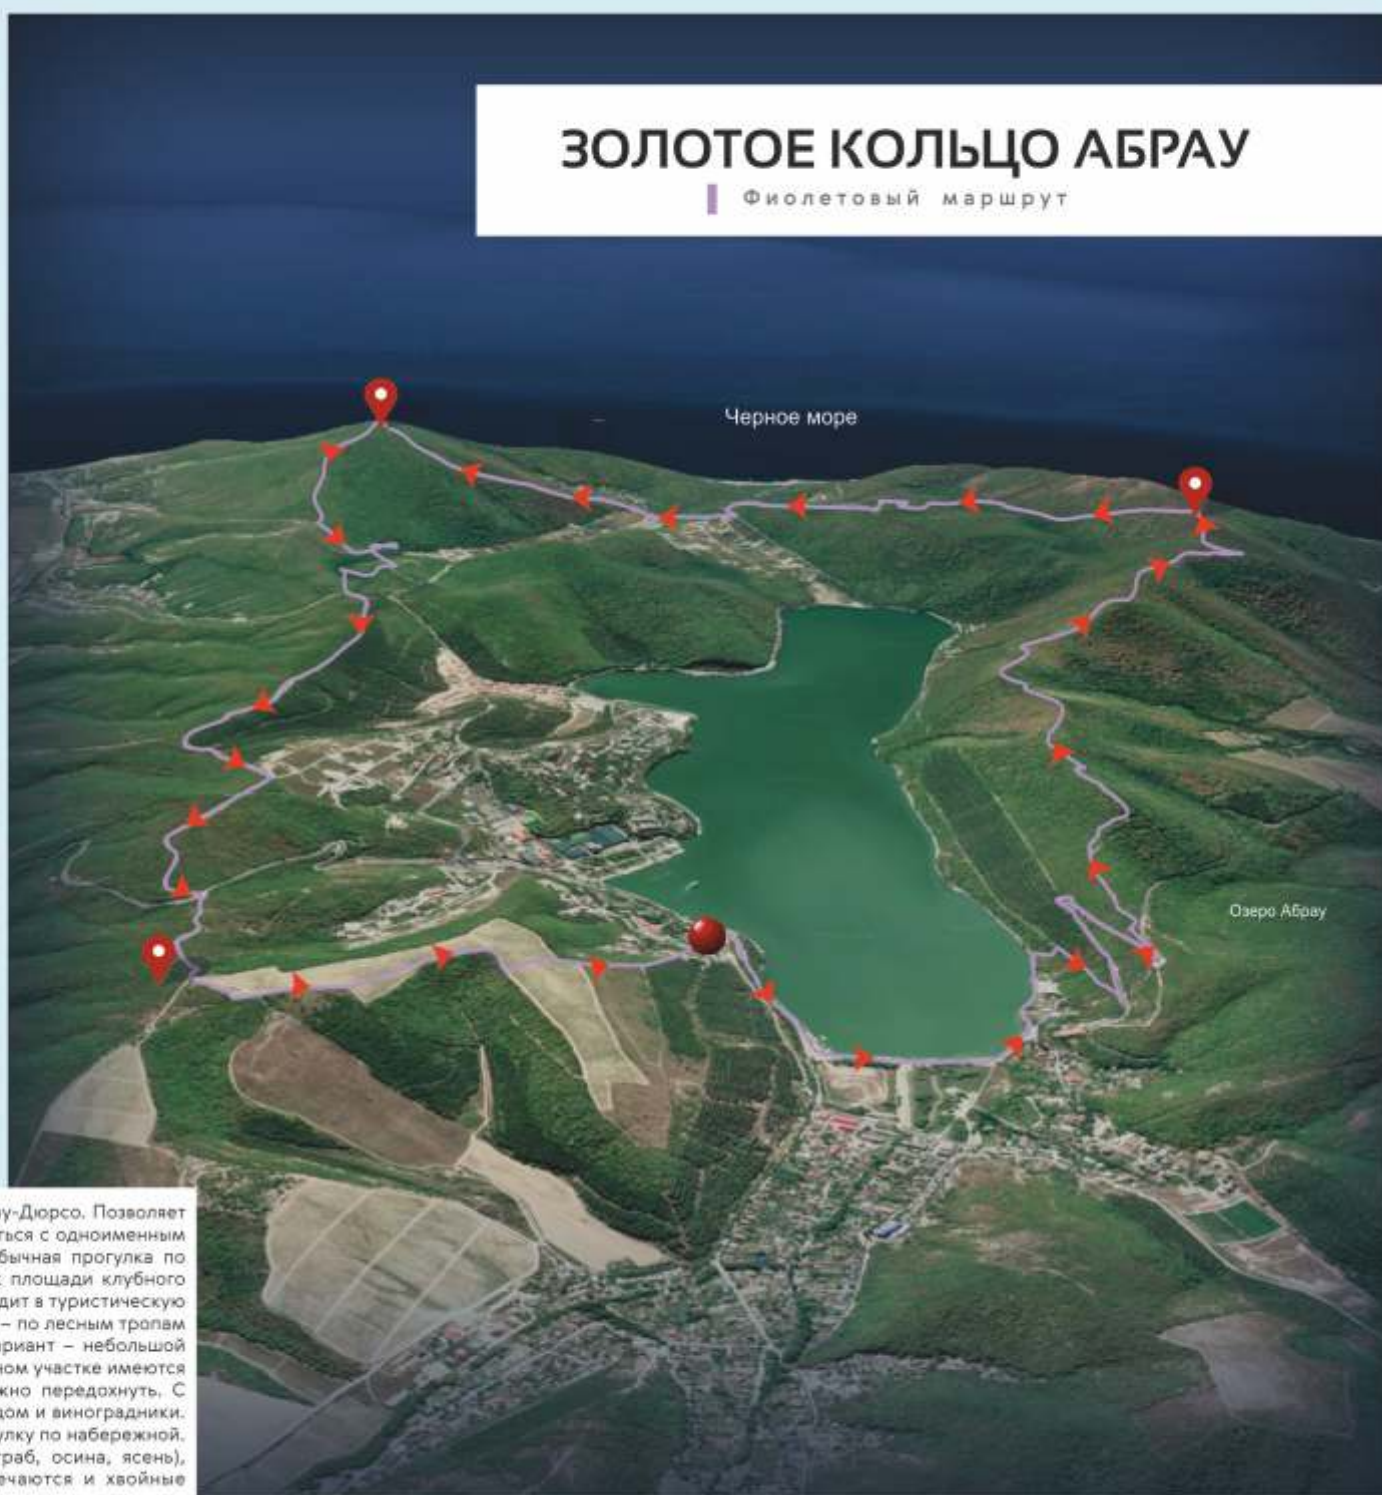 ЗОЛОТОЕ КОЛЬЦО АБРАУ
Фиолетовый маршрут
Черное море
Озеро Абрау
у-Дюрсо. Позволяет
ться с одноименным
бычная прогулка по
площади клубного
дит в туристическую
– по лесным тропам
риант – небольшой
ном участке имеются
жно передохнуть. С
дом и виноградники.
улку по набережной.
граб, осина, ясень),
ечаются и хвойные